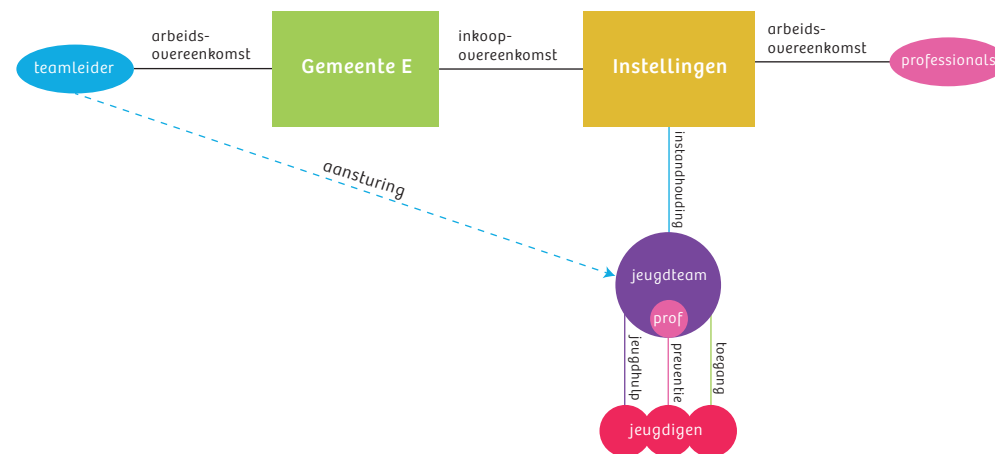 arbeids-
overeenkomst
inkoop-
overeenkomst
arbeids-
overeenkomst
teamleider
Gemeente E
Instellingen
professionals
aansturing
instandhouding
jeugdteam
prof
jeugdhulp
preventie
toegang
jeugdigen